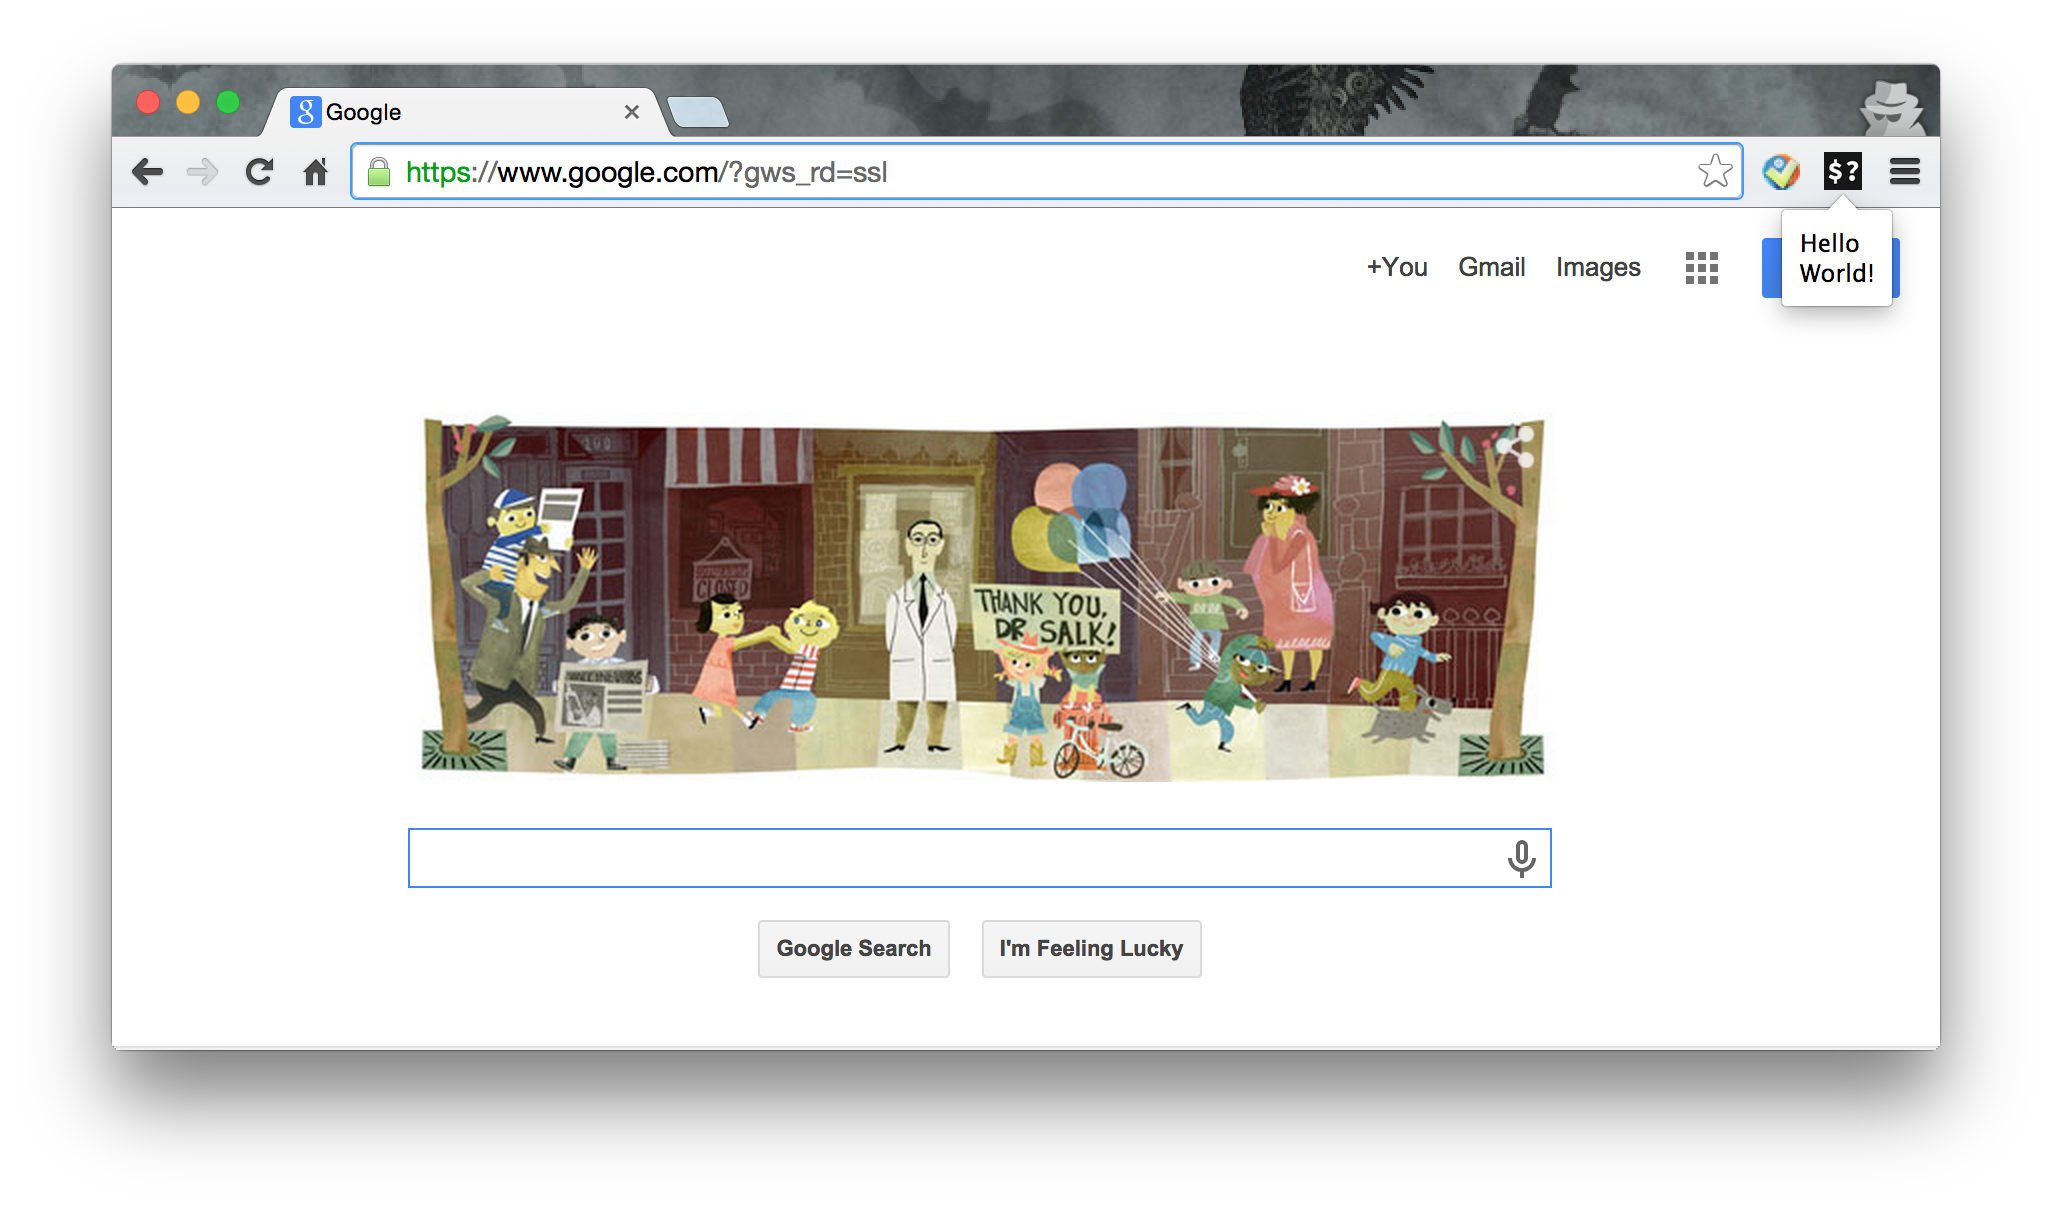 Google
https://www.google.com/?gws_rd=ssl
$?
Hello
World!
+You
Gmail
Images
100
CLOSED
THANK YOU,
DR. SALK!
Google Search
I'm Feeling Lucky